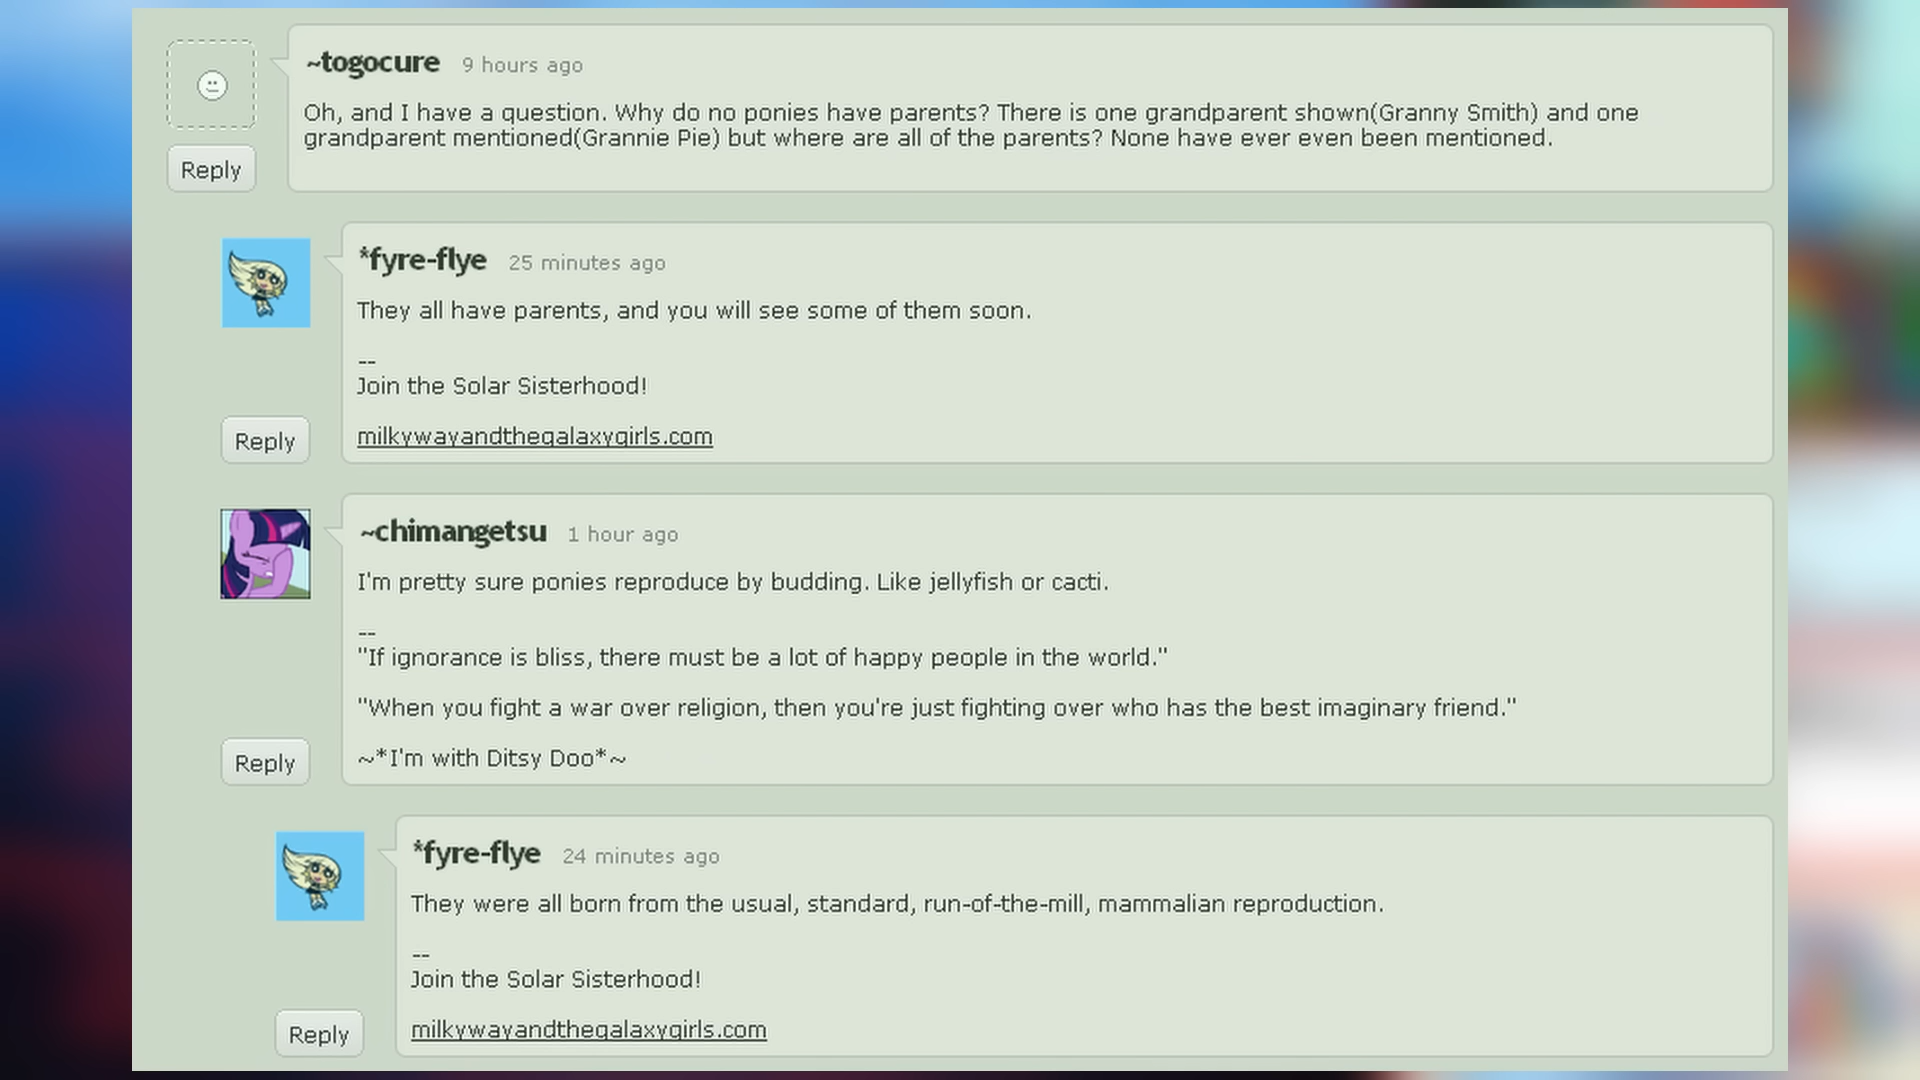 ~togocure 9 hours ago
Oh, and I have a question. Why do no ponies have parents? There is one grandparent shown(Granny Smith) and one
grandparent mentioned(Grannie Pie) but where are all of the parents? None have ever even been mentioned.
Reply
*fyre-flye 25 minutes ago
They all have parents, and you will see some of them soon.
--
Join the Solar Sisterhood!
milkywayandthegalaxygirls.com
Reply
~chimangetsu 1 hour ago
I'm pretty sure ponies reproduce by budding. Like jellyfish or cacti.
--
"If ignorance is bliss, there must be a lot of happy people in the world."
"When you fight a war over religion, then you're just fighting over who has the best imaginary friend."
~*I'm with Ditsy Doo*~
Reply
*fyre-flye 24 minutes ago
They were all born from the usual, standard, run-of-the-mill, mammalian reproduction.
--
Join the Solar Sisterhood!
milkywayandthegalaxygirls.com
Reply